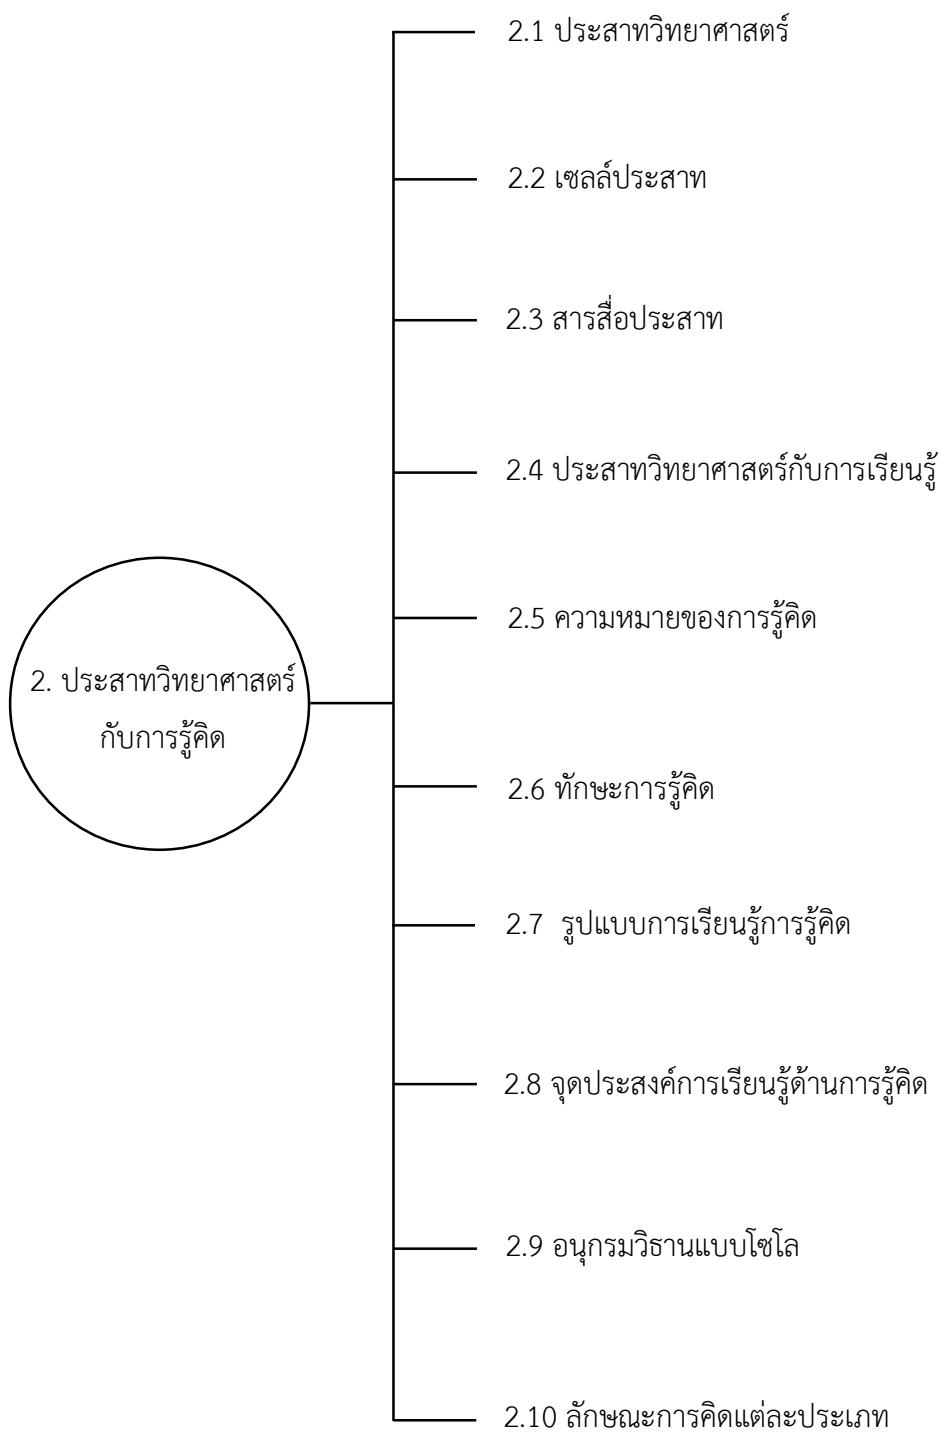 2.1 ประสาทวิทยาศาสตร์
2.2 เซลล์ประสาท
2.3 สารสื่อประสาท
2.4 ประสาทวิทยาศาสตร์กับการเรียนรู้
2.5 ความหมายของการรู้คิด
2. ประสาทวิทยาศาสตร์
กับการรู้คิด
2.6 ทักษะการรู้คิด
2.7 รูปแบบการเรียนรู้การรู้คิด
2.8 จุดประสงค์การเรียนรู้ด้านการรู้คิด
2.9 อนุกรมวิธานแบบโซโล
2.10 ลักษณะการคิดแต่ละประเภท